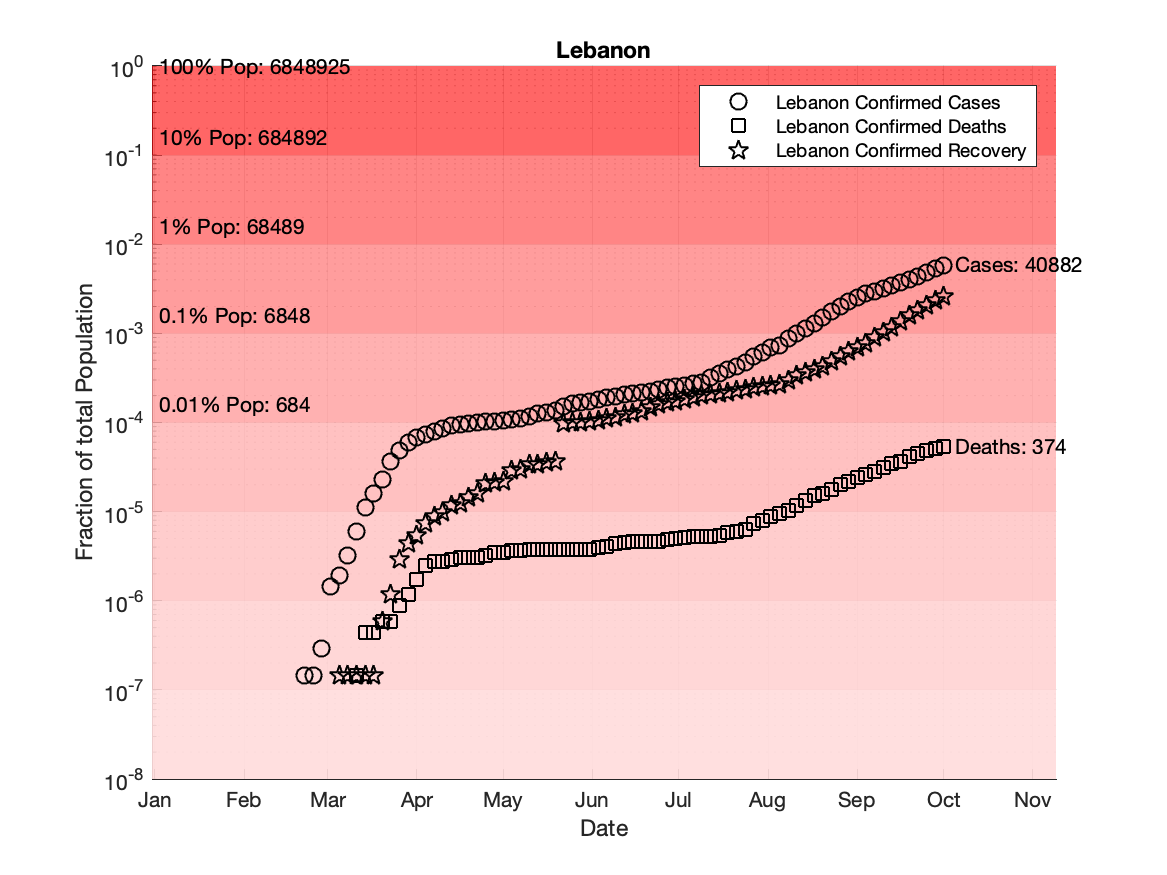 Lebanon
10^0
10^-1
10^-2
10^-3
10^-4
10^-5
10^-6
10^-7
10^-8
Fraction of total Population
100% Pop: 6848925
10% Pop: 684892
1% Pop: 68489
0.1% Pop: 6848
0.01% Pop: 684
Lebanon Confirmed Cases
Lebanon Confirmed Deaths
Lebanon Confirmed Recovery
Cases: 40882
Deaths: 374
Jan Feb Mar Apr May Jun Jul Aug Sep Oct Nov
Date